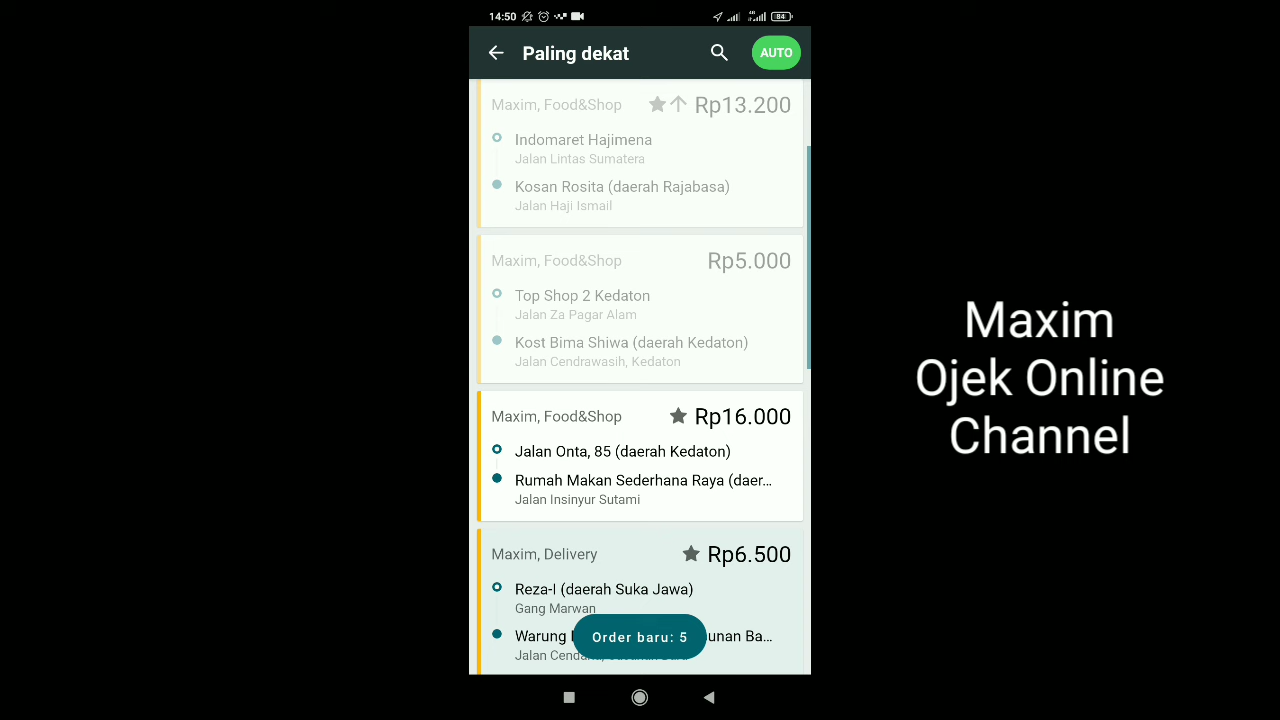 14:50
84
Paling dekat
AUTO
Maxim, Food&Shop
Rp13.200
Indomaret Hajimena
Jalan Lintas Sumatera
Kosan Rosita (daerah Rajabasa)
Jalan Haji Ismail
Maxim, Food&Shop
Rp5.000
Top Shop 2 Kedaton
Jalan Za Pagar Alam
Kost Bima Shiwa (daerah Kedaton)
Jalan Cendrawasih, Kedaton
Maxim, Food&Shop
Rp16.000
Jalan Onta, 85 (daerah Kedaton)
Rumah Makan Sederhana Raya (daer...
Jalan Insinyur Sutami
Maxim, Delivery
Rp6.500
Reza-I (daerah Suka Jawa)
Gang Marwan
Warung
unan Ba...
Order baru: 5
Maxim
Ojek Online
Channel